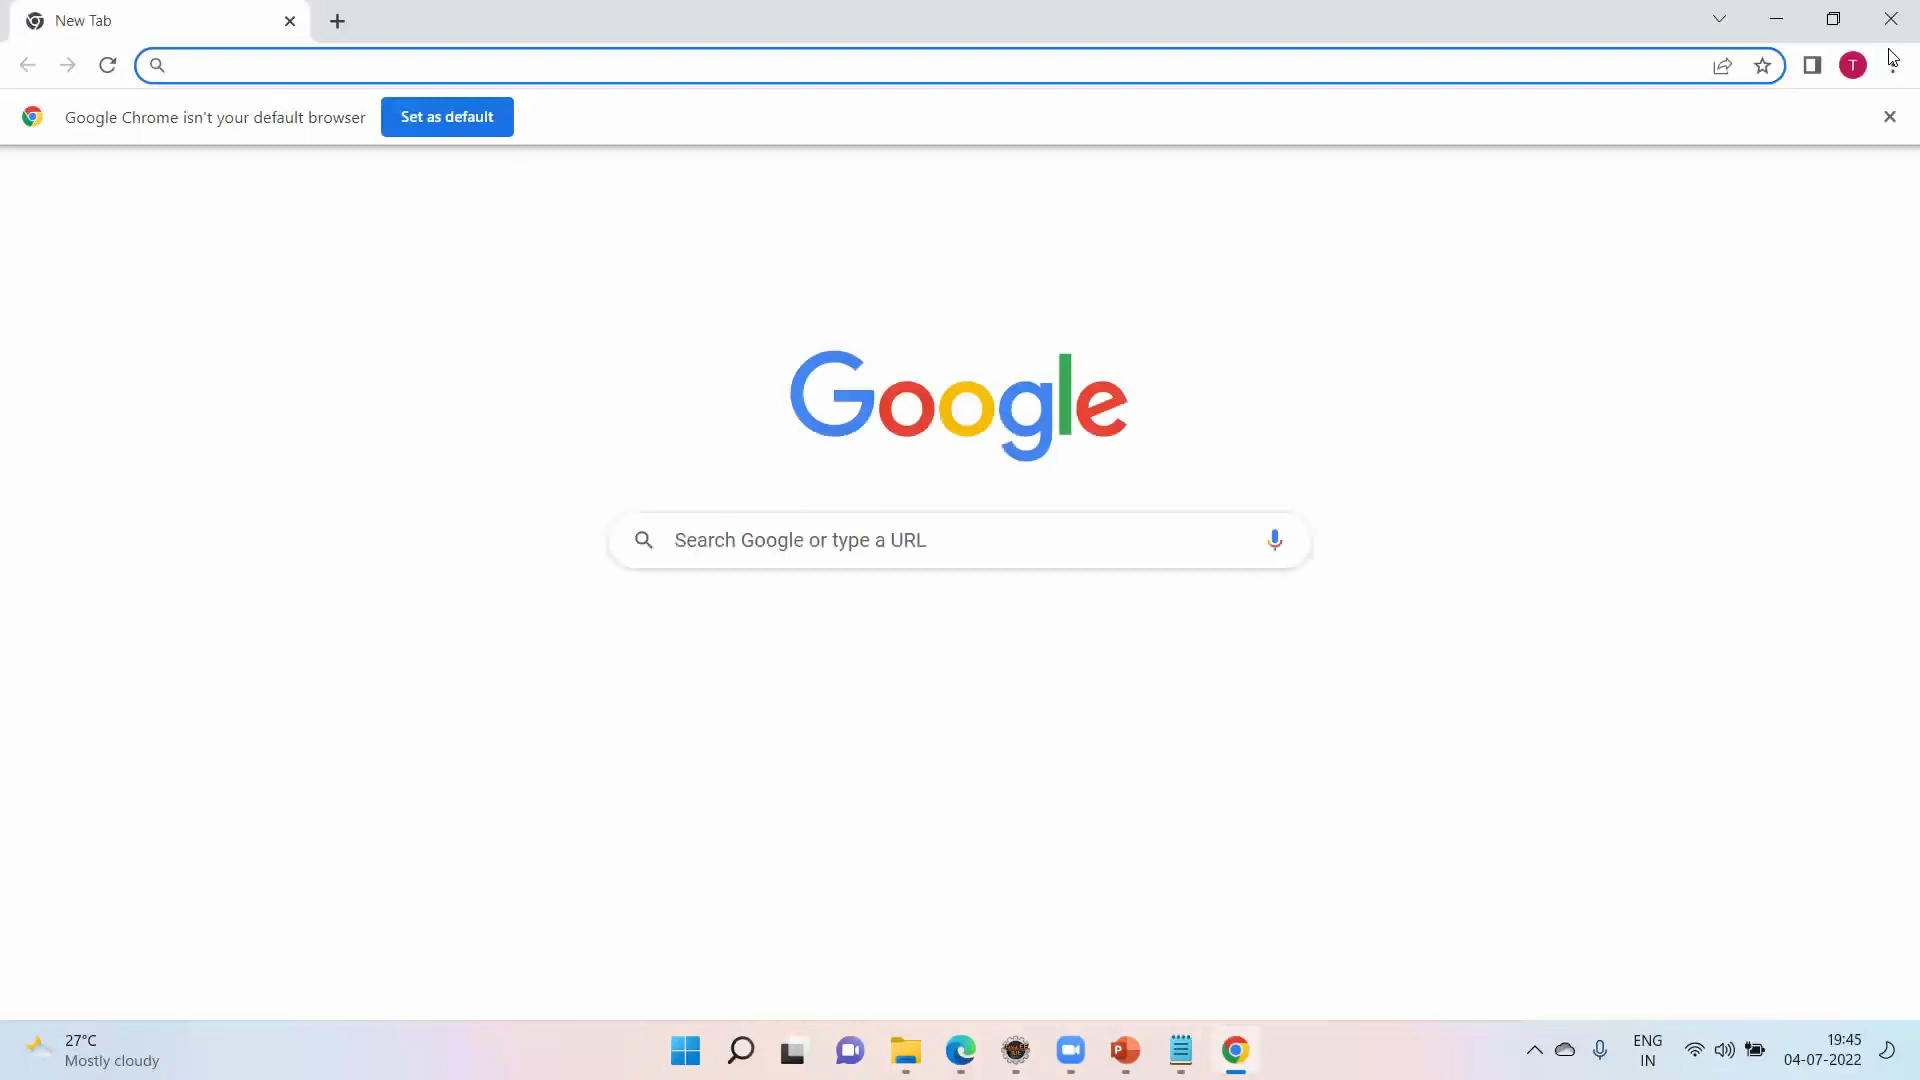 New Tab
Google Chrome isn't your default browser
Set as default
T
Google
Search Google or type a URL
27°C
Mostly cloudy
P
ENG
IN
19:45
04-07-2022